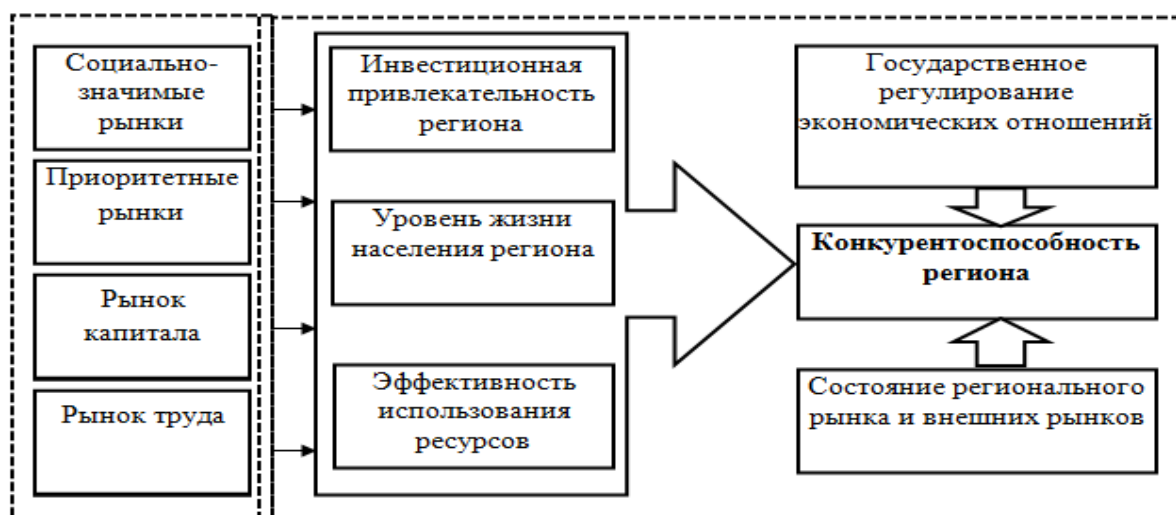 Социально-
значимые
рынки
Приоритетные
рынки
Рынок
капитала
Рынок труда
Инвестиционная
привлекательность
региона
Уровень жизни
населения региона
Эффективность
использования
ресурсов
Государственное
регулирование
экономических отношений
Конкурентоспособность
региона
Состояние регионального
рынка и внешних рынков